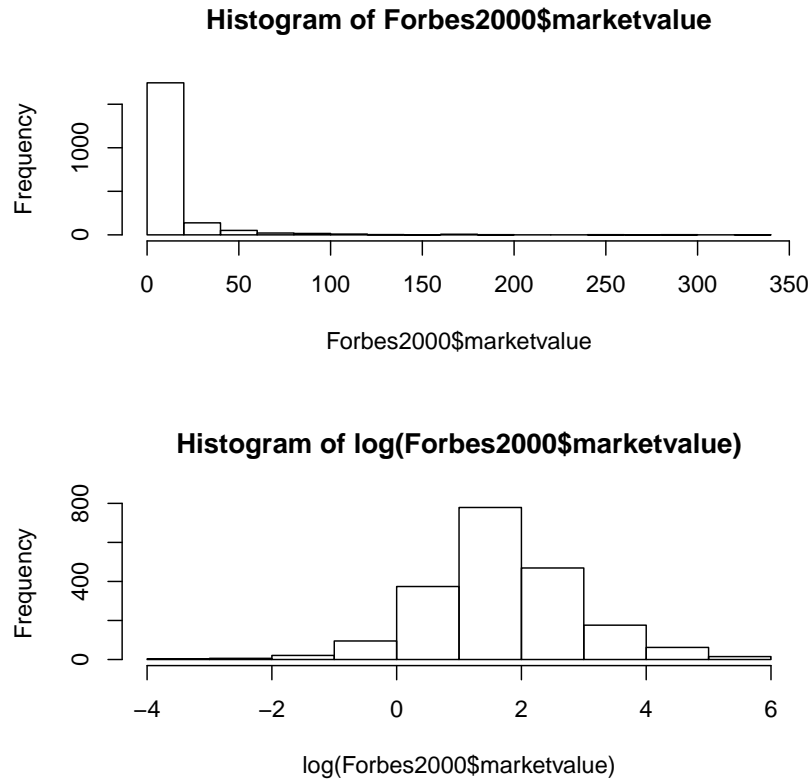 Histogram of Forbes2000$marketvalue
Frequency
0 1000
0 50 100 150 200 250 300 350
Forbes2000$marketvalue
Histogram of log(Forbes2000$marketvalue)
Frequency
0 400 800
−4 −2 0 2 4 6
log(Forbes2000$marketvalue)